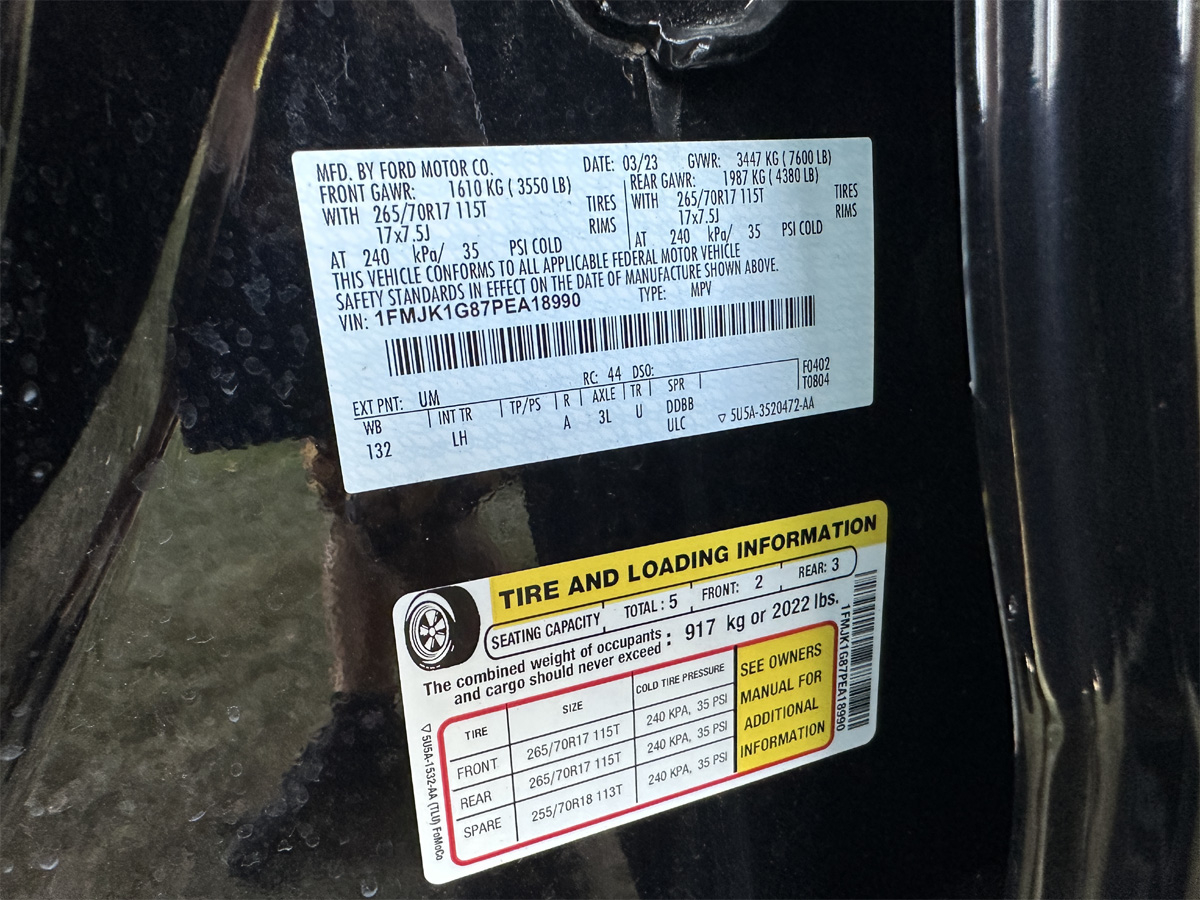 MFD. BY FORD MOTOR CO. DATE: 03/23 GVWR: 3447 KG ( 7600 LB)
FRONT GAWR: 1610 KG ( 3550 LB) REAR GAWR: 1987 KG ( 4380 LB)
WITH 265/70R17 115T TIRES WITH 265/70R17 115T TIRES
17x7.5J RIMS 17x7.5J RIMS
AT 240 kPa/ 35 PSI COLD AT 240 kPa/ 35 PSI COLD
THIS VEHICLE CONFORMS TO ALL APPLICABLE FEDERAL MOTOR VEHICLE
SAFETY STANDARDS IN EFFECT ON THE DATE OF MANUFACTURE SHOWN ABOVE.
VIN: 1FMJK1G87PEA18990 TYPE: MPV
EXT PNT: UM RC: 44 DSO: F0402
WB INT TR TP/PS R AXLE TR SPR T0804
132 LH A 3L U DDBB
ULC ▽ 5U5A-3520472-AA
TIRE AND LOADING INFORMATION
SEATING CAPACITY TOTAL : 5 FRONT: 2 REAR: 3
The combined weight of occupants
and cargo should never exceed : 917 kg or 2022 lbs.
TIRE SIZE COLD TIRE PRESSURE
FRONT 265/70R17 115T 240 KPA, 35 PSI
REAR 265/70R17 115T 240 KPA, 35 PSI
SPARE 255/70R18 113T 240 KPA, 35 PSI
SEE OWNERS
MANUAL FOR
ADDITIONAL
INFORMATION
1FMJK1G87PEA18990
▽ 5U5A-1532-AA (TLU) FoMoCo